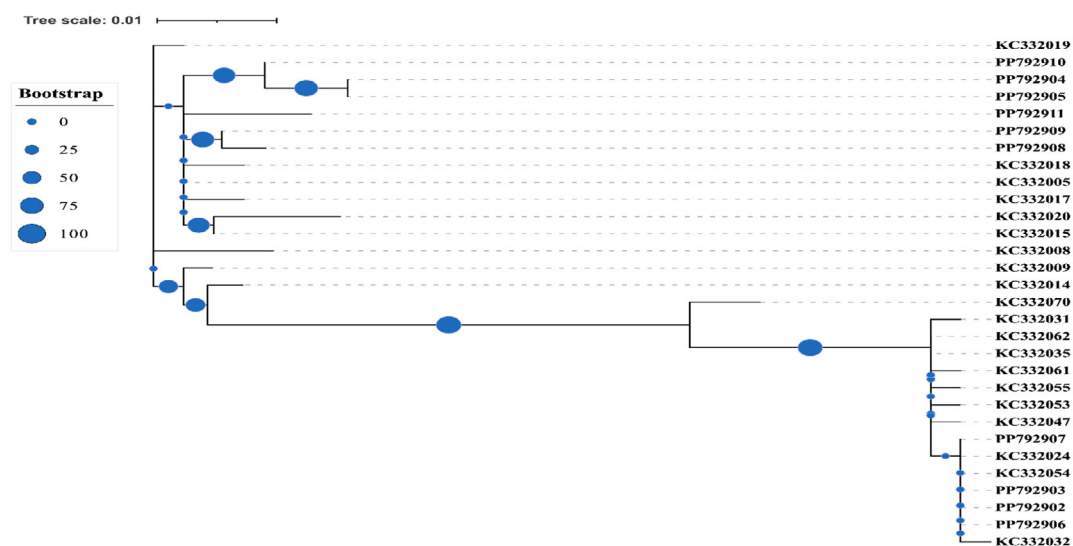 Tree scale: 0.01
Bootstrap
0
25
50
75
100
KC332019
PP792910
PP792904
PP792905
PP792911
PP792909
PP792908
KC332018
KC332005
KC332017
KC332020
KC332015
KC332008
KC332009
KC332014
KC332070
KC332031
KC332062
KC332035
KC332061
KC332055
KC332053
KC332047
PP792907
KC332024
KC332054
PP792903
PP792902
PP792906
KC332032